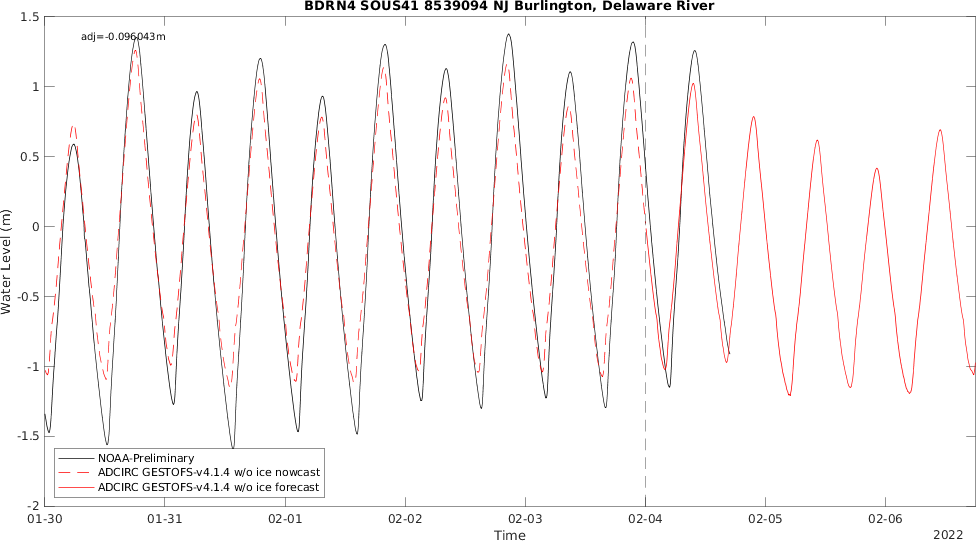 BDRN4 SOUS41 8539094 NJ Burlington, Delaware River
adj=-0.096043m
1.5
1
0.5
0
-0.5
-1
-1.5
-2
Water Level (m)
NOAA-Preliminary
ADCIRC GESTOFS-v4.1.4 w/o ice nowcast
ADCIRC GESTOFS-v4.1.4 w/o ice forecast
01-30 01-31 02-01 02-02 02-03 02-04 02-05 02-06
Time
2022